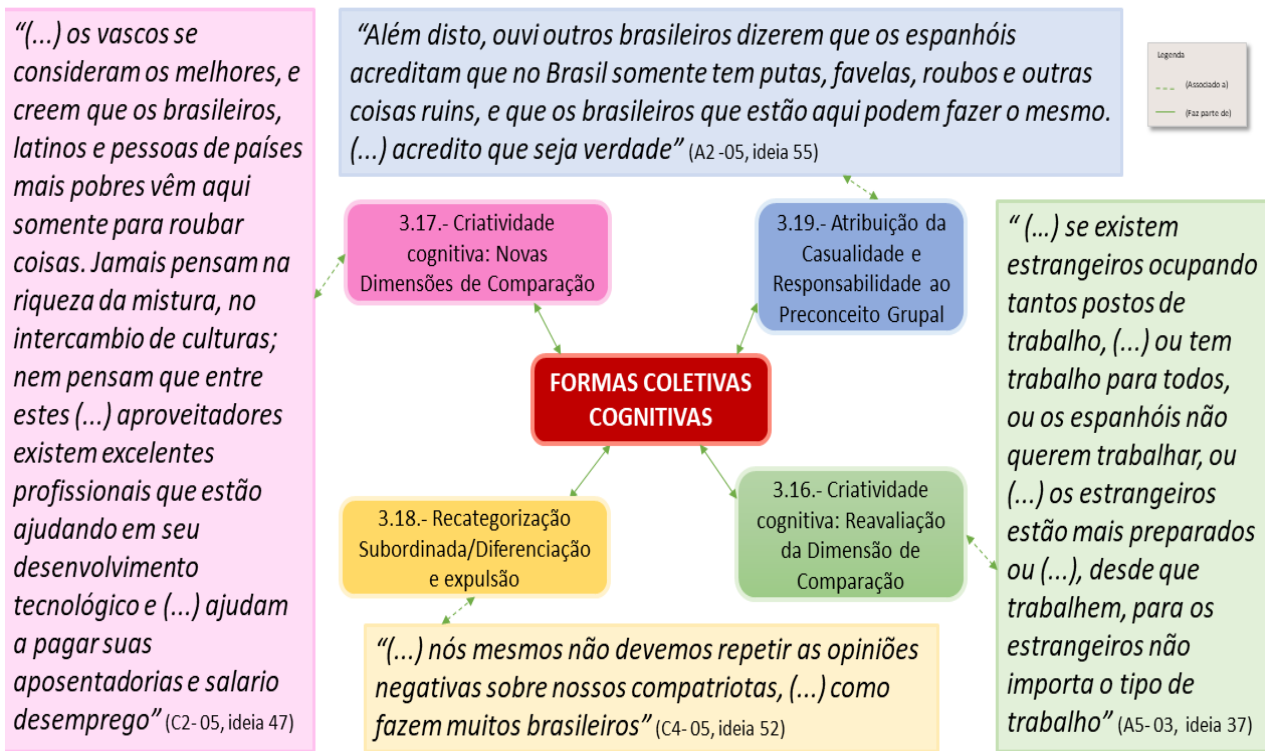 “(...) os vascos se
consideram os melhores, e
creem que os brasileiros,
latinos e pessoas de países
mais pobres vêm aqui
somente para roubar
coisas. Jamais pensam na
riqueza da mistura, no
intercambio de culturas;
nem pensam que entre
estes (...) aproveitadores
existem excelentes
profissionais que estão
ajudando em seu
desenvolvimento
tecnológico e (...) ajudam
a pagar suas
aposentadorias e salario
desemprego” (C2- 05, ideia 47)
“Além disto, ouvi outros brasileiros dizerem que os espanhóis
acreditam que no Brasil somente tem putas, favelas, roubos e outras
coisas ruins, e que os brasileiros que estão aqui podem fazer o mesmo.
(...) acredito que seja verdade” (A2 -05, ideia 55)
Legenda
(Associado a)
(Faz parte de)
3.17.- Criatividade
cognitiva: Novas
Dimensões de Comparação
3.19.- Atribuição da
Casualidade e
Responsabilidade ao
Preconceito Grupal
FORMAS COLETIVAS
COGNITIVAS
3.18.- Recategorização
Subordinada/Diferenciação
e expulsão
3.16.- Criatividade
cognitiva: Reavaliação
da Dimensão de
Comparação
“(...) nós mesmos não devemos repetir as opiniões
negativas sobre nossos compatriotas, (...) como
fazem muitos brasileiros” (C4- 05, ideia 52)
“ (...) se existem
estrangeiros ocupando
tantos postos de
trabalho, (...) ou tem
trabalho para todos,
ou os espanhóis não
querem trabalhar, ou
(...) os estrangeiros
estão mais preparados
ou (...), desde que
trabalhem, para os
estrangeiros não
importa o tipo de
trabalho” (A5- 03, ideia 37)